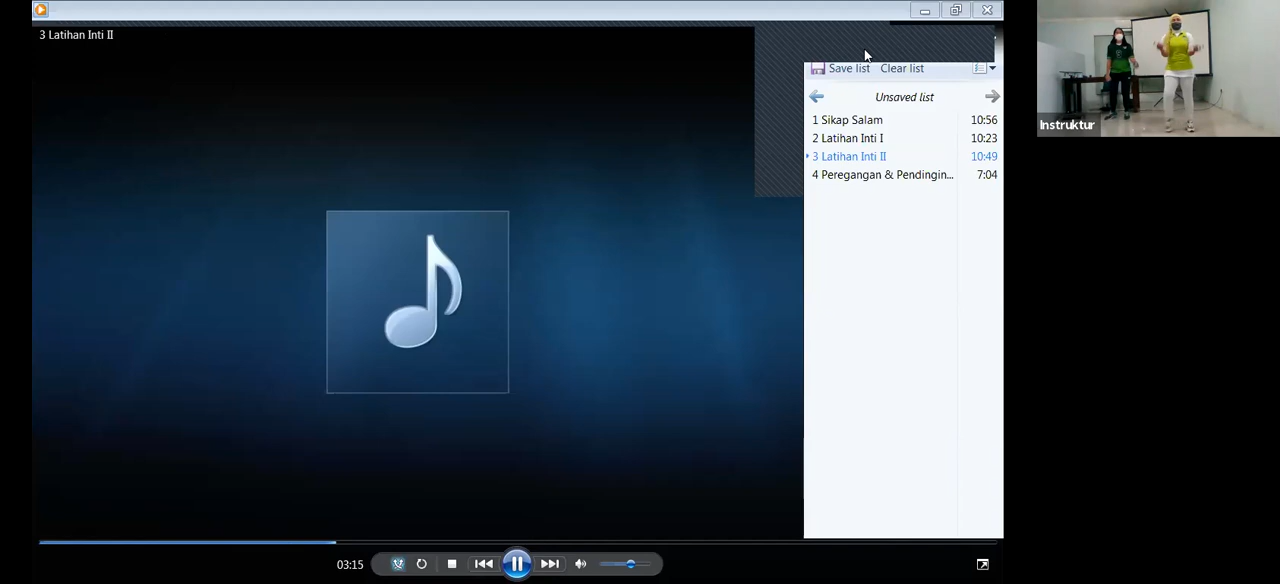 3 Latihan Inti II
Save list Clear list
Unsaved list
1 Sikap Salam 10:56
2 Latihan Inti I 10:23
3 Latihan Inti II 10:49
4 Peregangan & Pendingin... 7:04
03:15
Instruktur